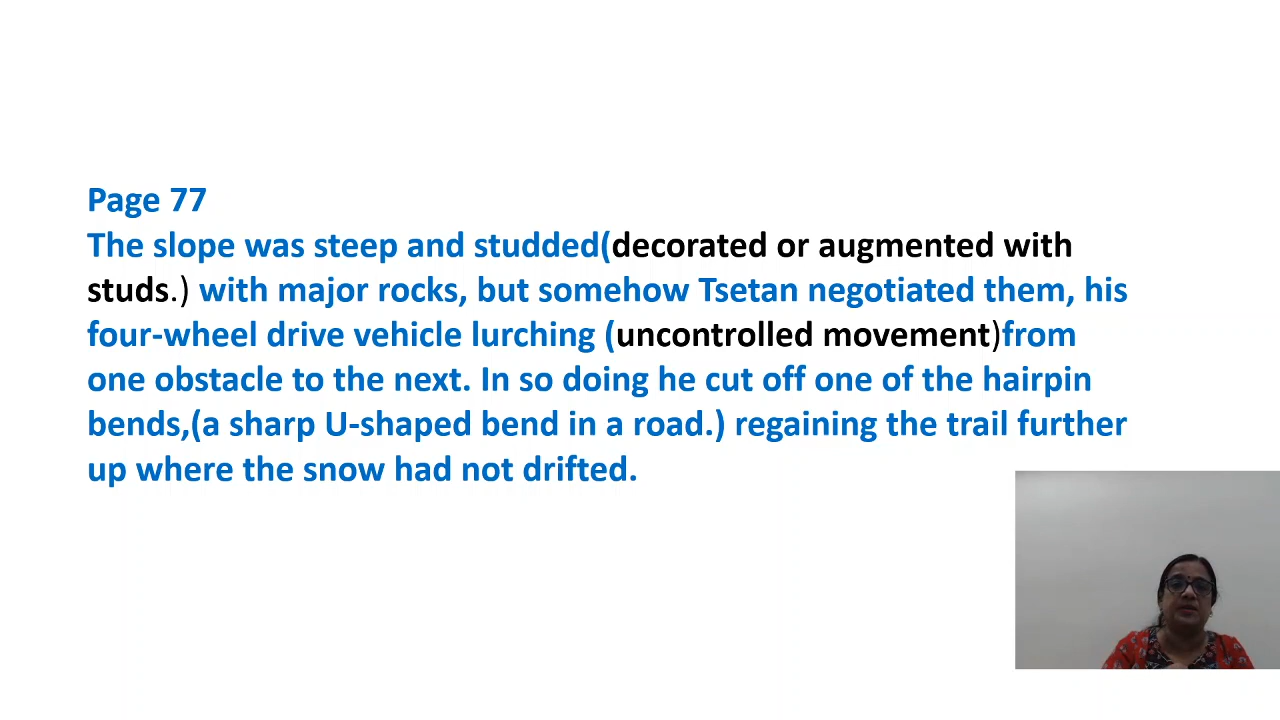 Page 77
The slope was steep and studded(decorated or augmented with
studs.) with major rocks, but somehow Tsetan negotiated them, his
four-wheel drive vehicle lurching (uncontrolled movement)from
one obstacle to the next. In so doing he cut off one of the hairpin
bends,(a sharp U-shaped bend in a road.) regaining the trail further
up where the snow had not drifted.